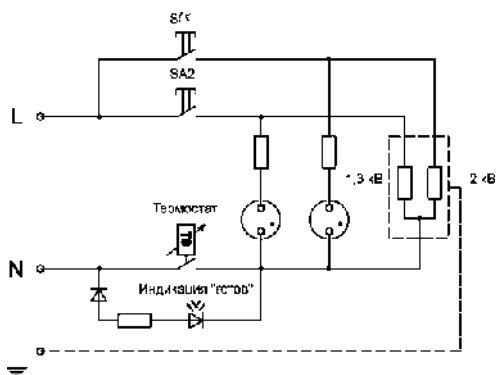 SA2
L
1,3 кВ
2 кВ
Термостат
N
Индикация "готов"